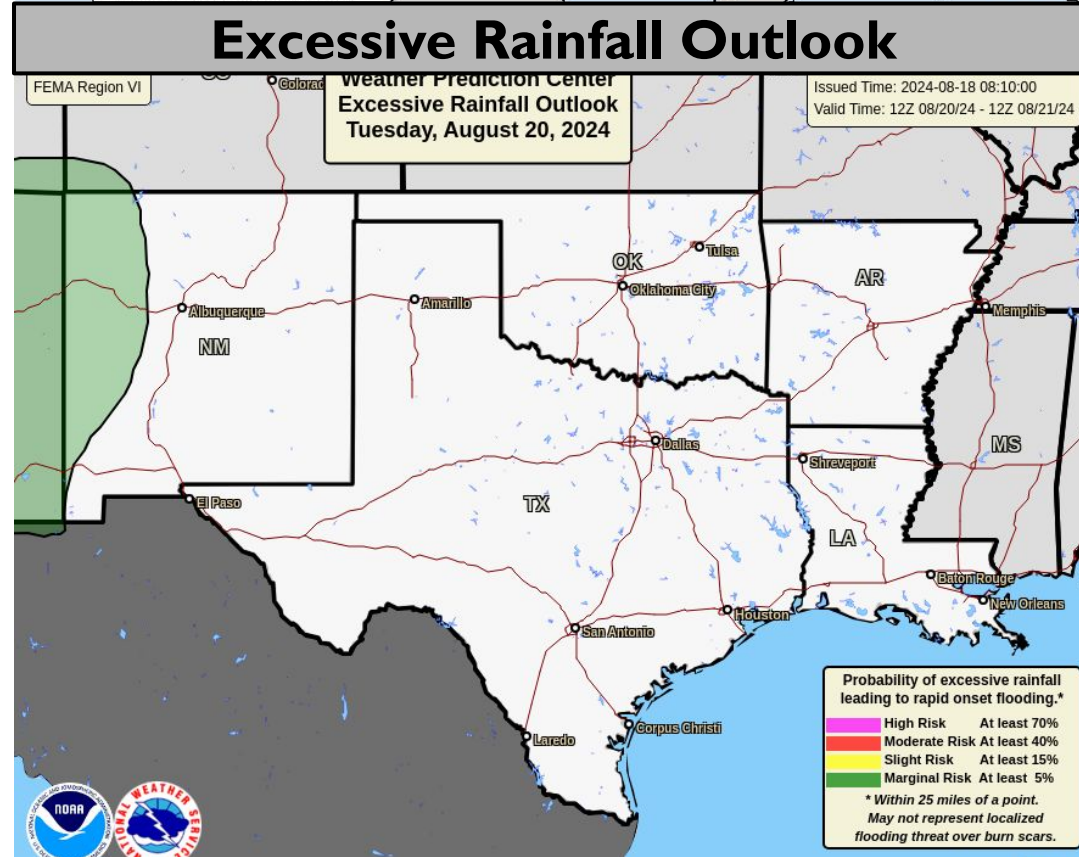 Excessive Rainfall Outlook
FEMA Region VI
Weather Prediction Center
Excessive Rainfall Outlook
Tuesday, August 20, 2024
Issued Time: 2024-08-18 08:10:00
Valid Time: 12Z 08/20/24 - 12Z 08/21/24
Tulsa
OK
Oklahoma City
AR
Albuquerque
Amarillo
Memphis
NM
Dallas
MS
Shreveport
El Paso
TX
LA
Baton Rouge
New Orleans
Houston
San Antonio
Corpus Christi
Laredo
Probability of excessive rainfall
leading to rapid onset flooding.*
High Risk At least 70%
Moderate Risk At least 40%
Slight Risk At least 15%
Marginal Risk At least 5%
* Within 25 miles of a point.
May not represent localized
flooding threat over burn scars.
NOAA
NATIONAL WEATHER SERVICE